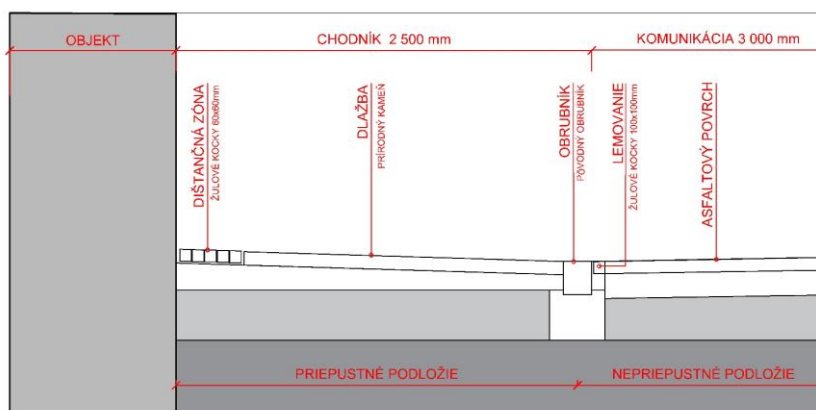 OBJEKT
CHODNÍK 2 500 mm
KOMUNIKÁCIA 3 000 mm
DIŠTANČNÁ ZÓNA
ŽULOVÉ KOCKY 60x60mm
DLAŽBA
PRÍRODNÝ KAMEŇ
OBRUBNÍK
PÔVODNÝ OBRUBNÍK
LEMOVANIE
ŽULOVÉ KOCKY 100x100mm
ASFALTOVÝ POVRCH
PRIEPUSTNÉ PODLOŽIE
NEPRIEPUSTNÉ PODLOŽIE